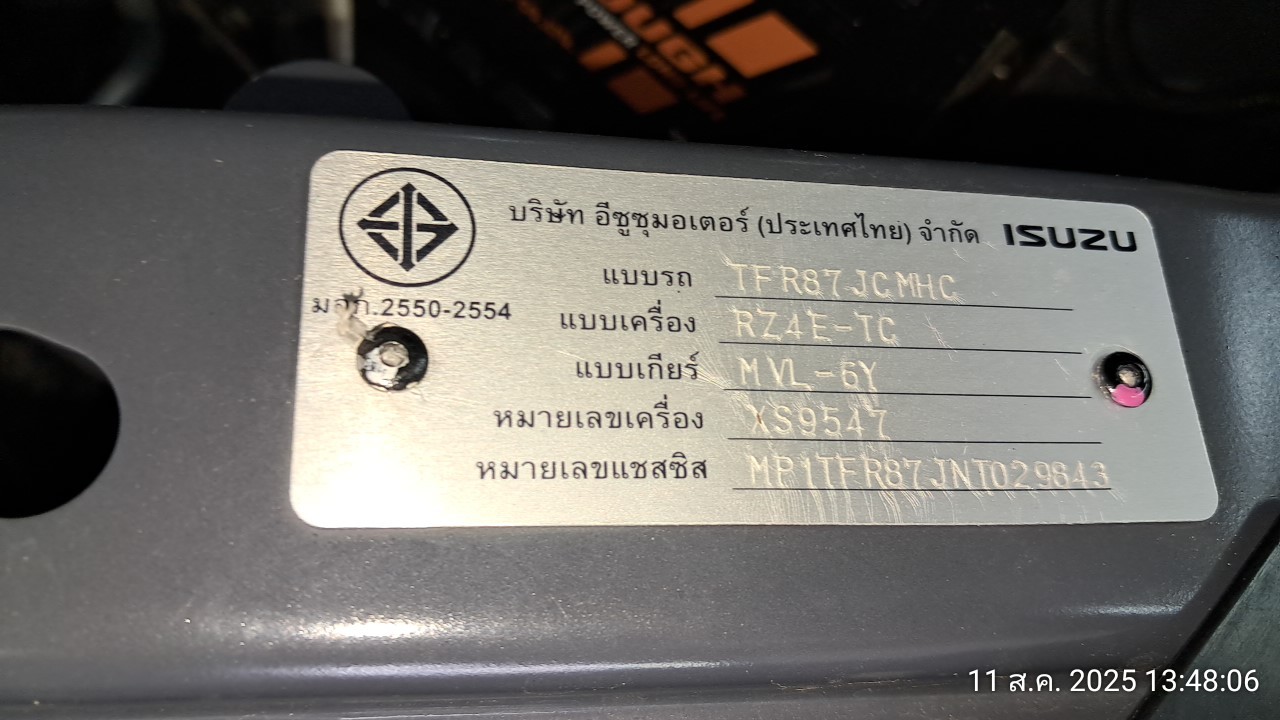 OUGH
POWER
บริษัท อีซูซุมอเตอร์ (ประเทศไทย) จำกัด ISUZU
แบบรถ TFR87JCMHC
มอก.2550-2554
แบบเครื่อง RZ4E-TC
แบบเกียร์ MVL-6Y
หมายเลขเครื่อง XS9547
หมายเลขแชสซิส MP1TFR87JNT029843
11 ส.ค. 2025 13:48:06